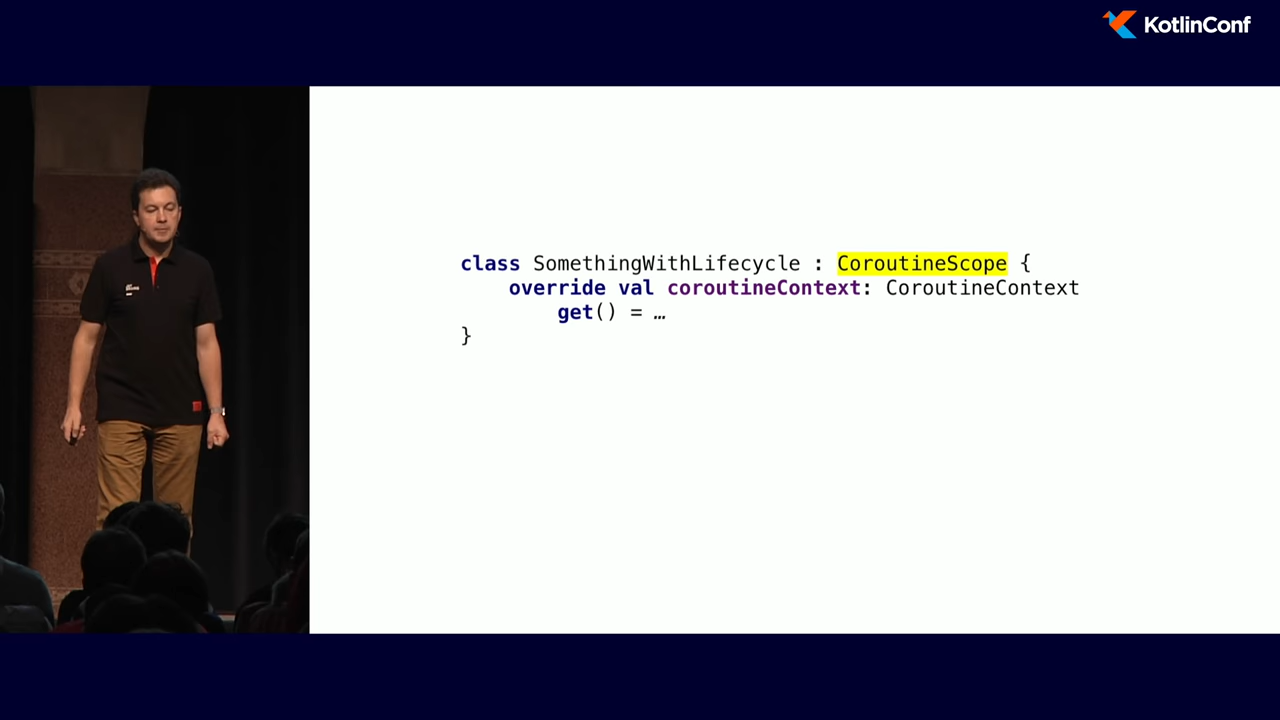 KotlinConf
class SomethingWithLifecycle : CoroutineScope {
override val coroutineContext: CoroutineContext
get() = …
}